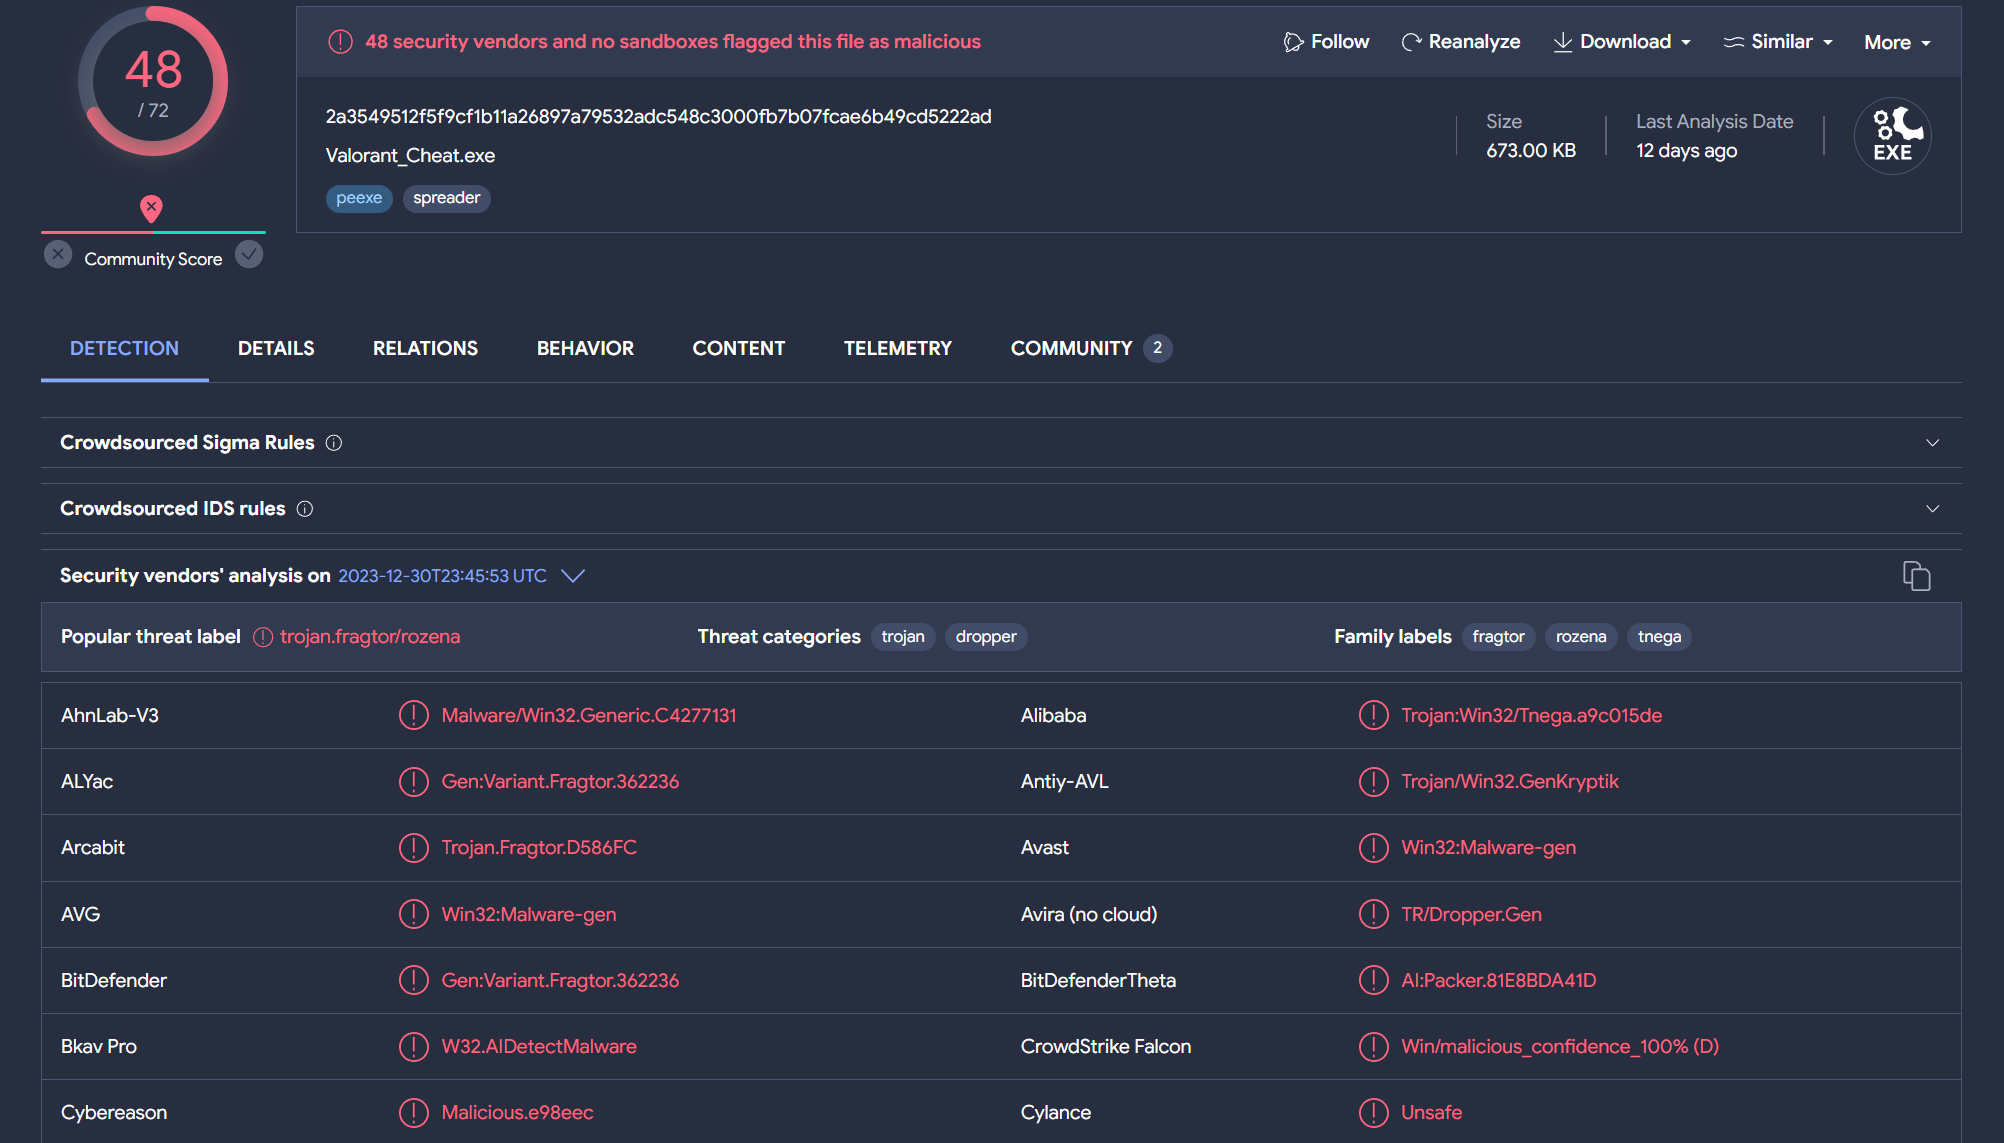 48
/ 72
Community Score
48 security vendors and no sandboxes flagged this file as malicious
Follow
Reanalyze
Download
Similar
More
2a3549512f5f9cf1b11a26897a79532adc548c3000fb7b07fcae6b49cd5222ad
Valorant_Cheat.exe
peexe spreader
Size
673.00 KB
Last Analysis Date
12 days ago
EXE
DETECTION DETAILS RELATIONS BEHAVIOR CONTENT TELEMETRY COMMUNITY 2
Crowdsourced Sigma Rules
Crowdsourced IDS rules
Security vendors' analysis on 2023-12-30T23:45:53 UTC
Popular threat label trojan.fragtor/rozena Threat categories trojan dropper Family labels fragtor rozena tnega
AhnLab-V3 Malware/Win32.Generic.C4277131 Alibaba Trojan:Win32/Tnega.a9c015de
ALYac Gen:Variant.Fragtor.362236 Antiy-AVL Trojan/Win32.GenKryptik
Arcabit Trojan.Fragtor.D586FC Avast Win32:Malware-gen
AVG Win32:Malware-gen Avira (no cloud) TR/Dropper.Gen
BitDefender Gen:Variant.Fragtor.362236 BitDefenderTheta AI:Packer.81E8BDA41D
Bkav Pro W32.AIDetectMalware CrowdStrike Falcon Win/malicious_confidence_100% (D)
Cybereason Malicious.e98eec Cylance Unsafe